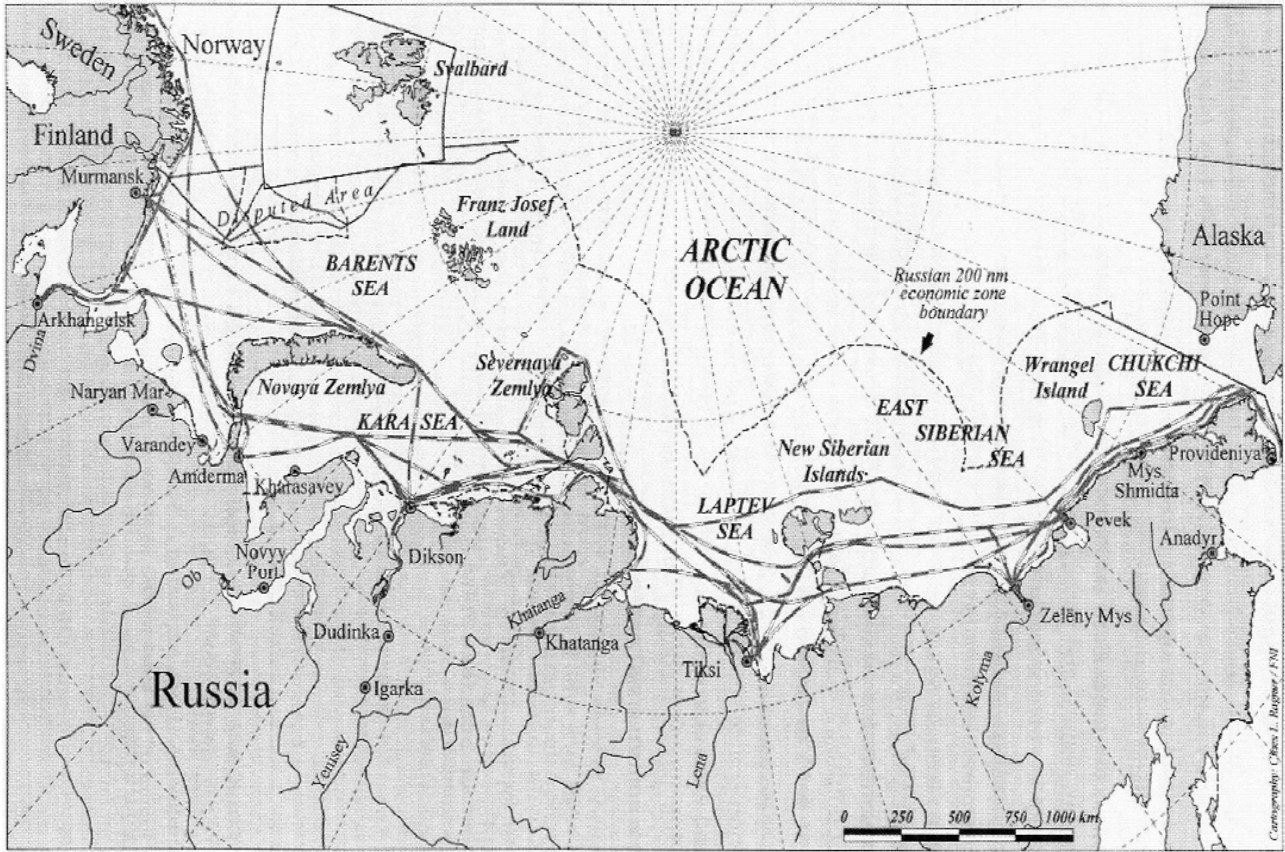 Sweden
Norway
Svalbard
Finland
Murmansk
Disputed Area
Franz Josef
Land
BARENTS
SEA
ARCTIC
OCEAN
Alaska
Russian 200 nm
economic zone
boundary
Point
Hope
Arkhangelsk
Dvina
Severnaya
Zemlya
Wrangel
Island
CHUKCHI
SEA
Naryan Mar
Novaya Zemlya
KARA SEA
EAST
SIBERIAN
SEA
Varandey
Amderma
Kharasavey
New Siberian
Islands
Provideniya
Mys
Shmidta
LAPTEV
SEA
Pevek
Anadyr
Novyy
Port
Ob
Dikson
Khatanga
Zelëny Mys
Dudinka
Khatanga
Tiksi
Russia
Igarka
Kolyma
Yenisey
Lena
0 250 500 750 1000 km